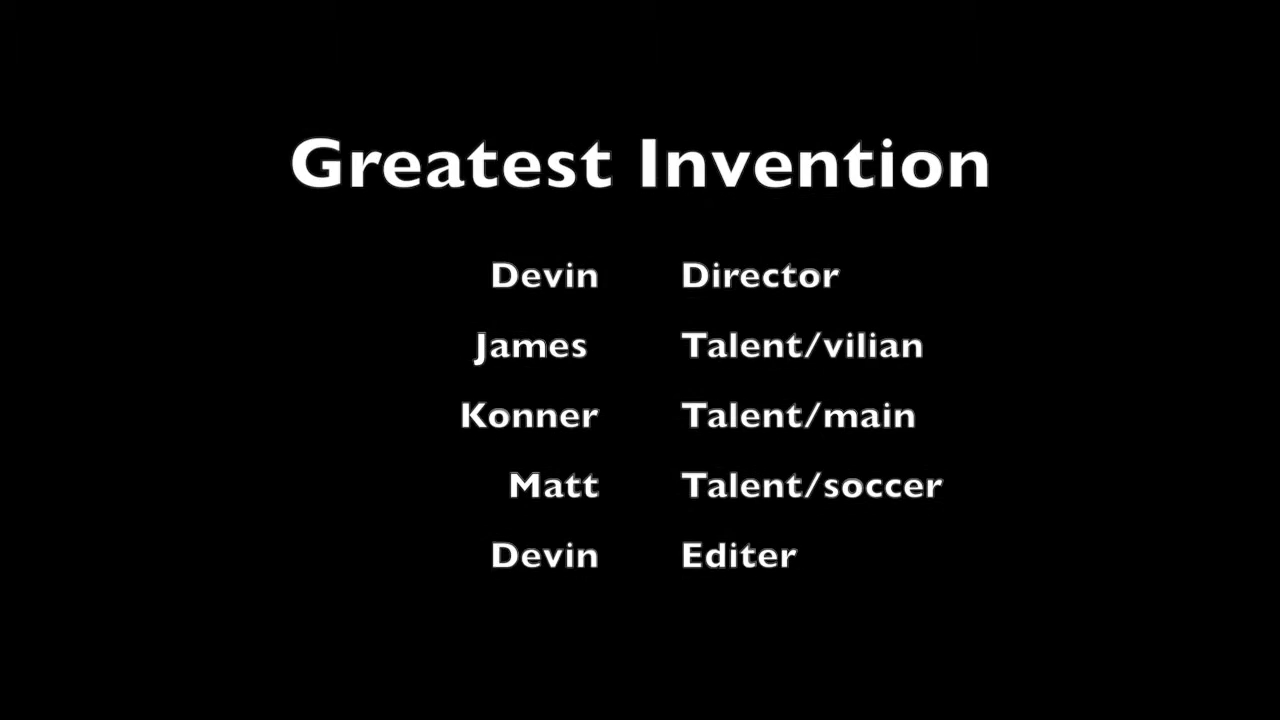 Greatest Invention
Devin Director
James Talent/vilian
Konner Talent/main
Matt Talent/soccer
Devin Editer